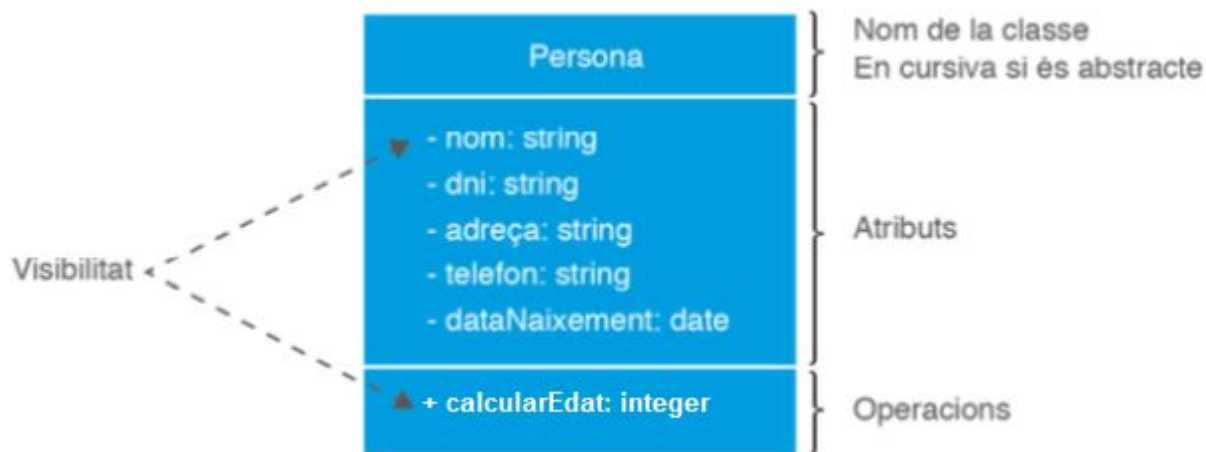 Persona
Nom de la classe
En cursiva si és abstracte
- nom: string
- dni: string
- adreça: string
- telefon: string
- dataNaixement: date
Atributs
Visibilitat
+ calcularEdat: integer
Operacions